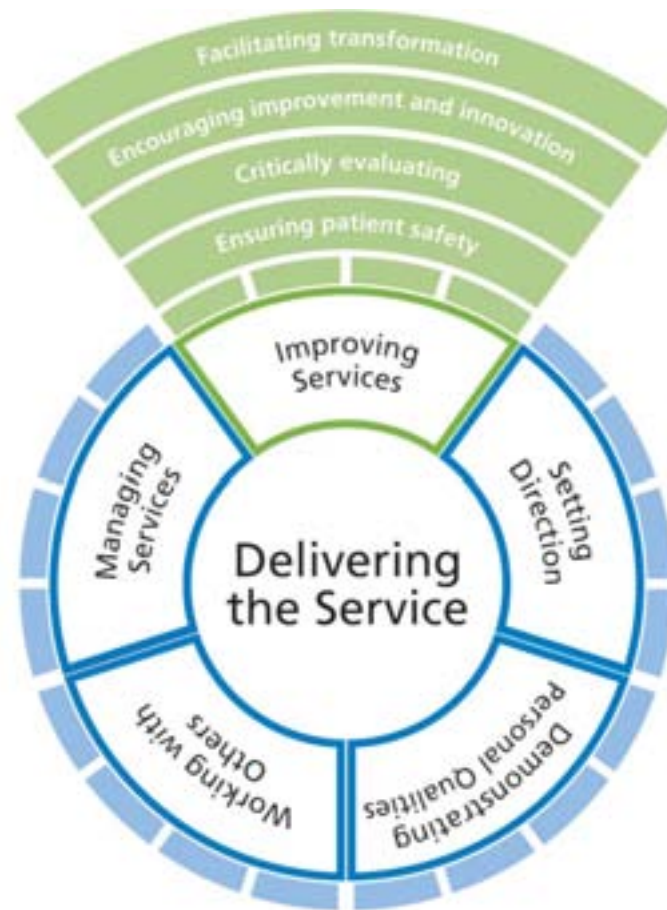 Facilitating transformation
Encouraging improvement and innovation
Critically evaluating
Ensuring patient safety
Improving
Services
Managing
Services
Setting
Direction
Delivering
the Service
Working with
Others
Demonstrating
Personal Qualities